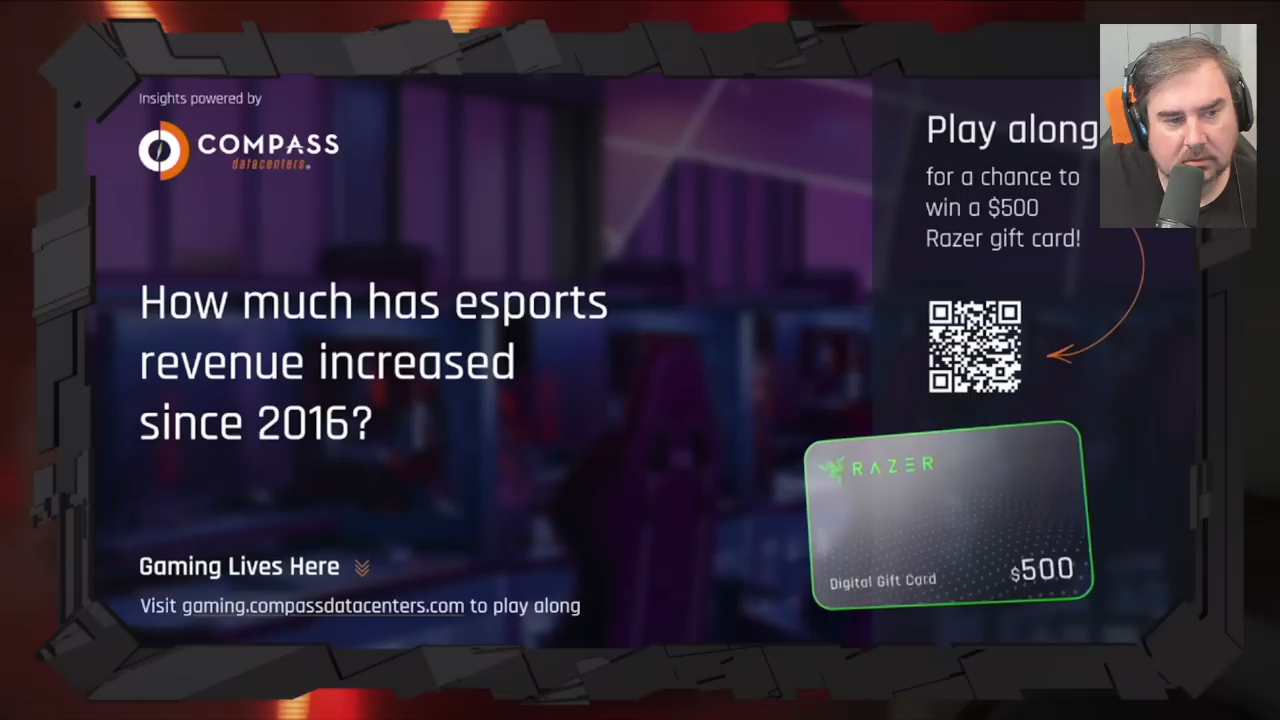 Insights powered by
COMPASS
datacenters
How much has esports
revenue increased
since 2016?
Gaming Lives Here
Visit gaming.compassdatacenters.com to play along
Play along
for a chance to
win a $500
Razer gift card!
RAZER
Digital Gift Card
$500